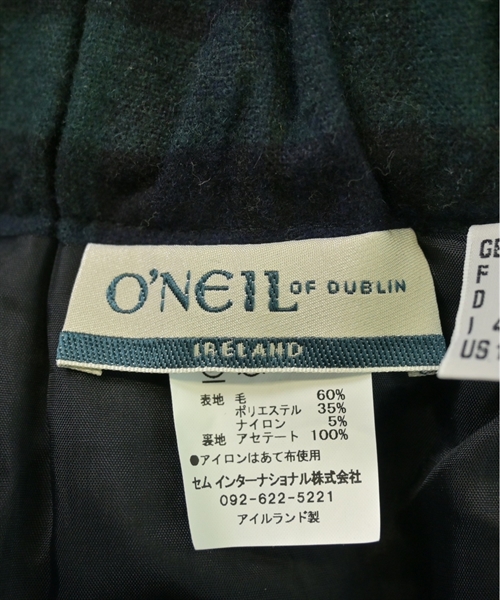 O'NEIL OF DUBLIN
IRELAND
GB
F
D
I
US
表地 毛 60%
ポリエステル 35%
ナイロン 5%
裏地 アセテート 100%
●アイロンはあて布使用
セム インターナショナル株式会社
092-622-5221
アイルランド製